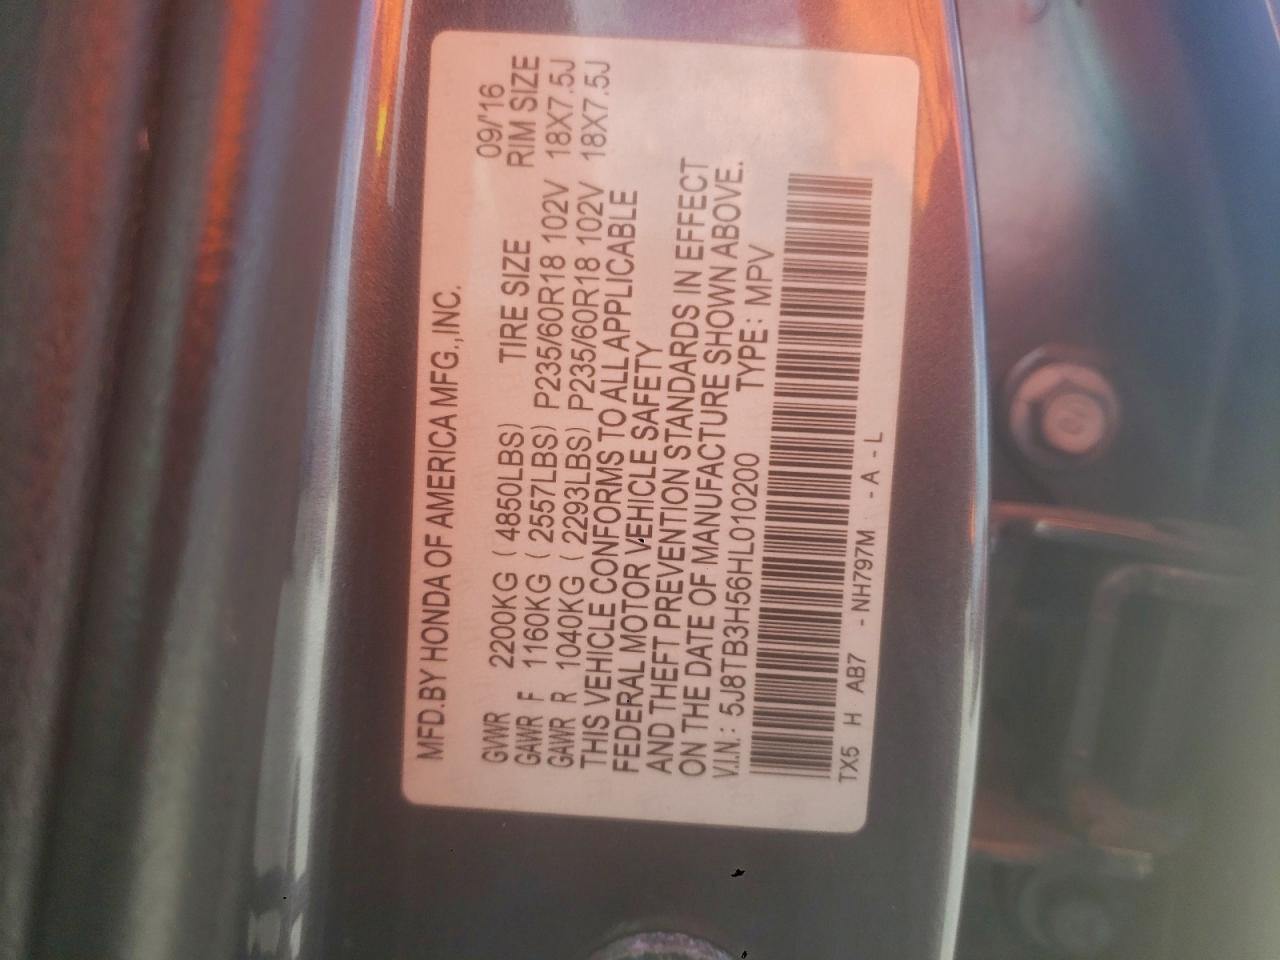 MFD.BY HONDA OF AMERICA MFG.,INC.
09/'16
GVWR 2200KG ( 4850LBS) TIRE SIZE RIM SIZE
GAWR F 1160KG ( 2557LBS) P235/60R18 102V 18X7.5J
GAWR R 1040KG ( 2293LBS) P235/60R18 102V 18X7.5J
THIS VEHICLE CONFORMS TO ALL APPLICABLE
FEDERAL MOTOR VEHICLE SAFETY
AND THEFT PREVENTION STANDARDS IN EFFECT
ON THE DATE OF MANUFACTURE SHOWN ABOVE.
V.I.N.: 5J8TB3H56HL010200 TYPE: MPV
TX5 H AB7 - NH797M - A - L